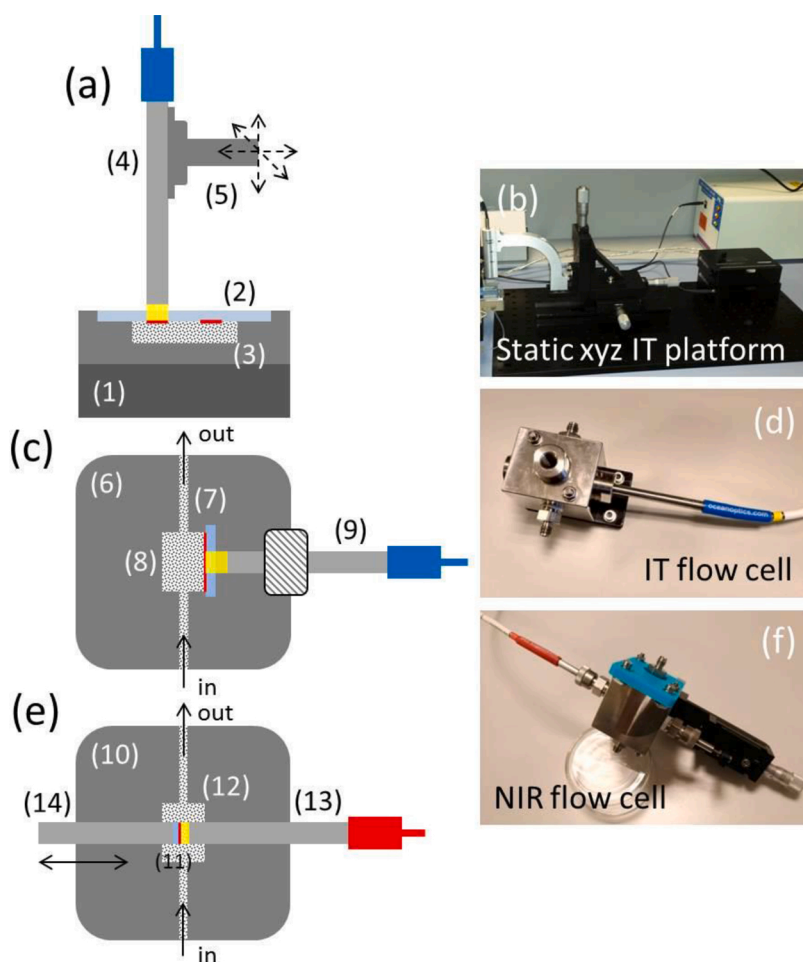 (a)
(4)
(5)
(2)
(3)
(1)
(b)
Static xyz IT platform
(c)
out
(6)
(7)
(8)
(9)
in
(d)
oceanoptics.com
IT flow cell
(e)
out
(10)
(12)
(14)
(13)
(11)
in
(f)
NIR flow cell